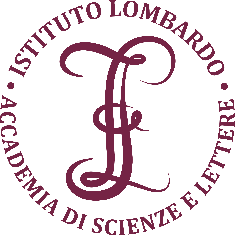 ISTITUTO LOMBARDO
ACCADEMIA DI SCIENZE E LETTERE